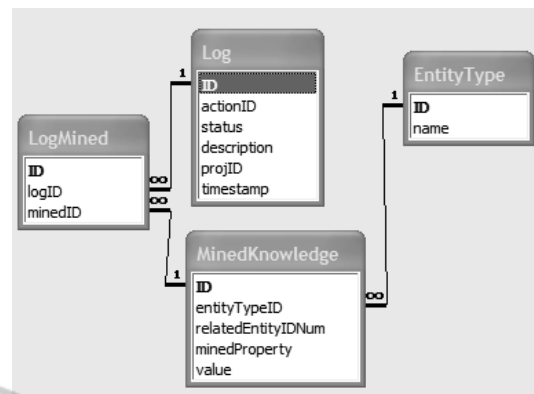 Log
ID
actionID
status
description
projID
timestamp
EntityType
ID
name
LogMined
ID
logID
minedID
MinedKnowledge
ID
entityTypeID
relatedEntityIDNum
minedProperty
value
1
∞
∞
1
1
∞